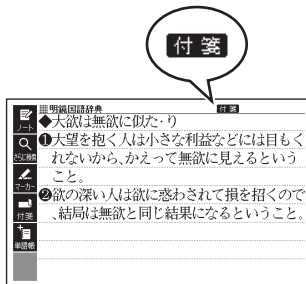 付箋
明鏡国語辞典 付箋
◆大欲は無欲に似た・り
❶大望を抱く人は小さな利益などには目もく
れないから、かえって無欲に見えるという
こと。
❷欲の深い人は欲に惑わされて損を招くので
、結局は無欲と同じ結果になるということ。
ノート
さらに検索
マーカー
付箋
単語帳